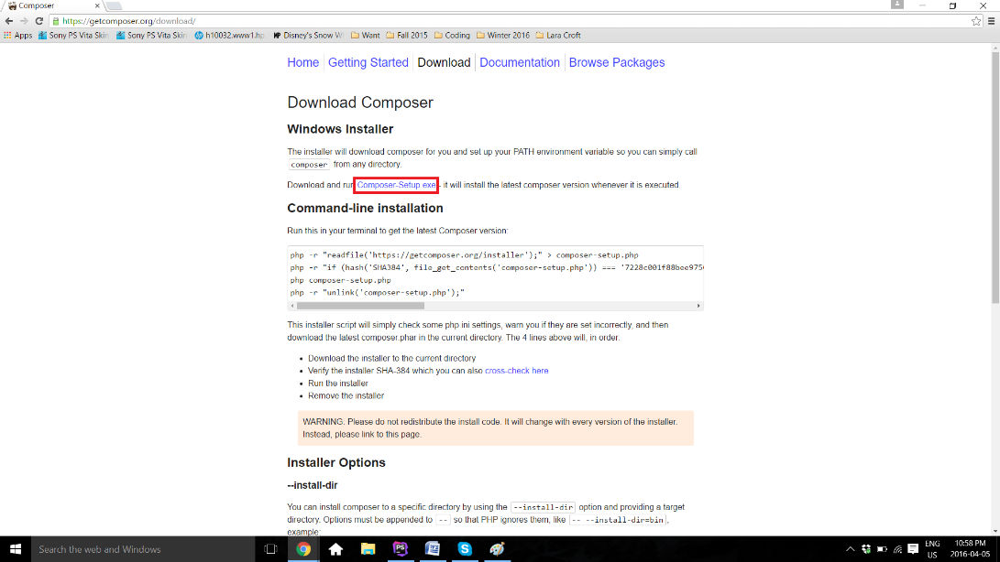 Composer
https://getcomposer.org/download/
Apps Sony PS Vita Skin Sony PS Vita Skin h10032.www1.hp. Disney's Snow W Want Fall 2015 Coding Winter 2016 Lara Croft
Home Getting Started Download Documentation Browse Packages
Download Composer
Windows Installer
The installer will download composer for you and set up your PATH environment variable so you can simply call
composer from any directory.
Download and run Composer-Setup.exe - it will install the latest composer version whenever it is executed.
Command-line installation
Run this in your terminal to get the latest Composer version:
php -r "readfile('https://getcomposer.org/installer');" > composer-setup.php
php -r "if (hash('SHA384', file_get_contents('composer-setup.php')) === '7228c001f88bee9750
php composer-setup.php
php -r "unlink('composer-setup.php');"
This installer script will simply check some php.ini settings, warn you if they are set incorrectly, and then
download the latest composer.phar in the current directory. The 4 lines above will, in order:
• Download the installer to the current directory
• Verify the installer SHA-384 which you can also cross-check here
• Run the installer
• Remove the installer
WARNING: Please do not redistribute the install code. It will change with every version of the installer.
Instead, please link to this page.
Installer Options
--install-dir
You can install composer to a specific directory by using the --install-dir option and providing a target
directory. Options must be appended to -- so that PHP ignores them, like -- --install-dir=bin,
example:
Search the web and Windows
PS
ENG
US
10:58 PM
2016-04-05